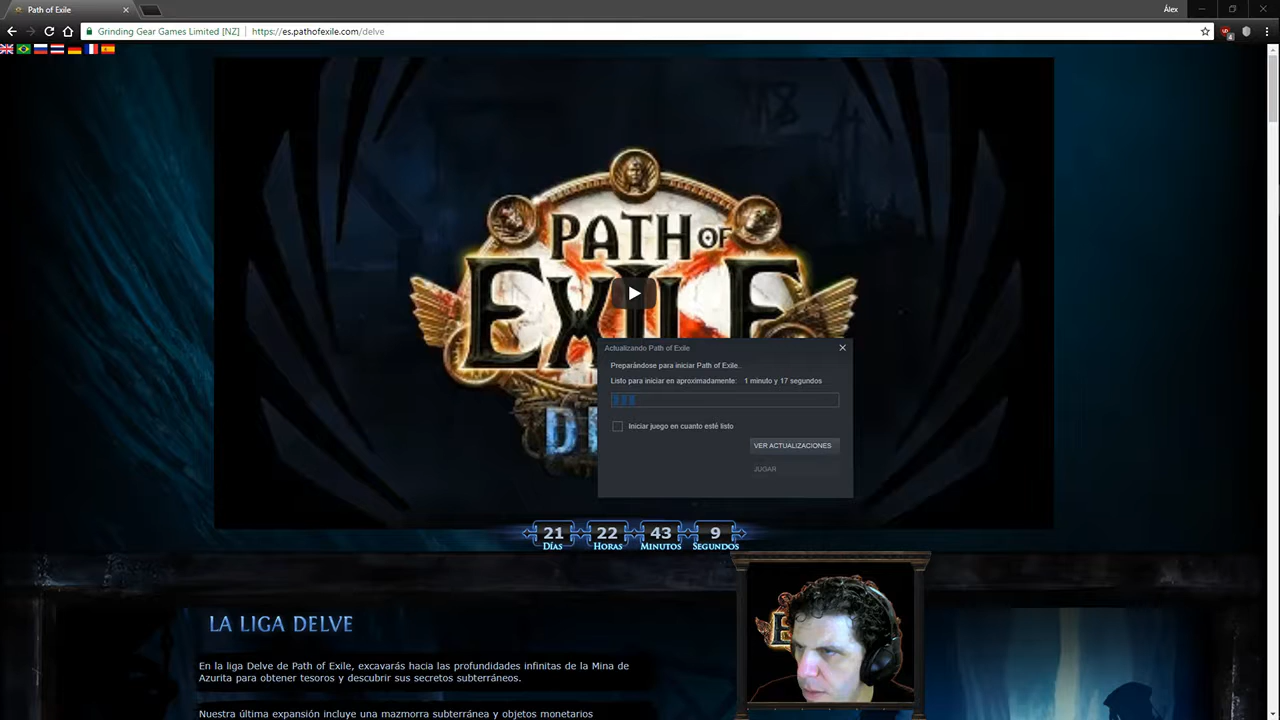 Path of Exile
Álex
Grinding Gear Games Limited [NZ]
https://es.pathofexile.com/delve
PATH OF
EXILE
Actualizando Path of Exile
Preparándose para iniciar Path of Exile.
Listo para iniciar en aproximadamente: 1 minuto y 17 segundos
Iniciar juego en cuanto esté listo
VER ACTUALIZACIONES
JUGAR
21 22 43 9
DÍAS HORAS MINUTOS SEGUNDOS
LA LIGA DELVE
En la liga Delve de Path of Exile, excavarás hacia las profundidades infinitas de la Mina de
Azurita para obtener tesoros y descubrir sus secretos subterráneos.
Nuestra última expansión incluye una mazmorra subterránea y objetos monetarios